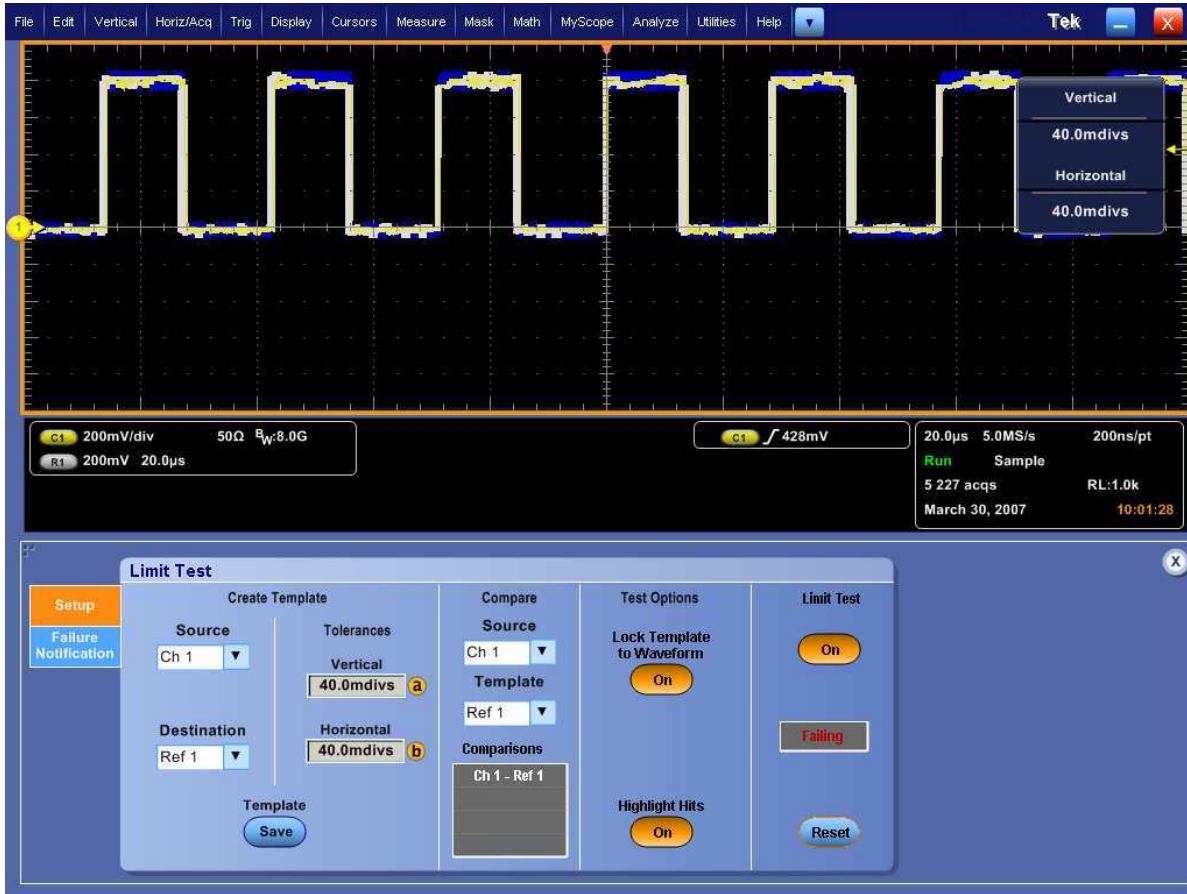 File Edit Vertical Horiz/Acq Trig Display Cursors Measure Mask Math MyScope Analyze Utilities Help Tek X
Vertical
40.0mdivs
Horizontal
40.0mdivs
1
C1 200mV/div 50Ω BW:8.0G
R1 200mV 20.0µs
C1 428mV
20.0µs 5.0MS/s 200ns/pt
Run Sample
5 227 acqs RL:1.0k
March 30, 2007 10:01:28
X
Limit Test
Setup
Failure
Notification
Create Template
Source
Ch 1
Destination
Ref 1
Tolerances
Vertical
40.0mdivs a
Horizontal
40.0mdivs b
Template
Save
Compare
Source
Ch 1
Template
Ref 1
Comparisons
Ch 1 - Ref 1
Test Options
Lock Template
to Waveform
On
Highlight Hits
On
Limit Test
On
Failing
Reset